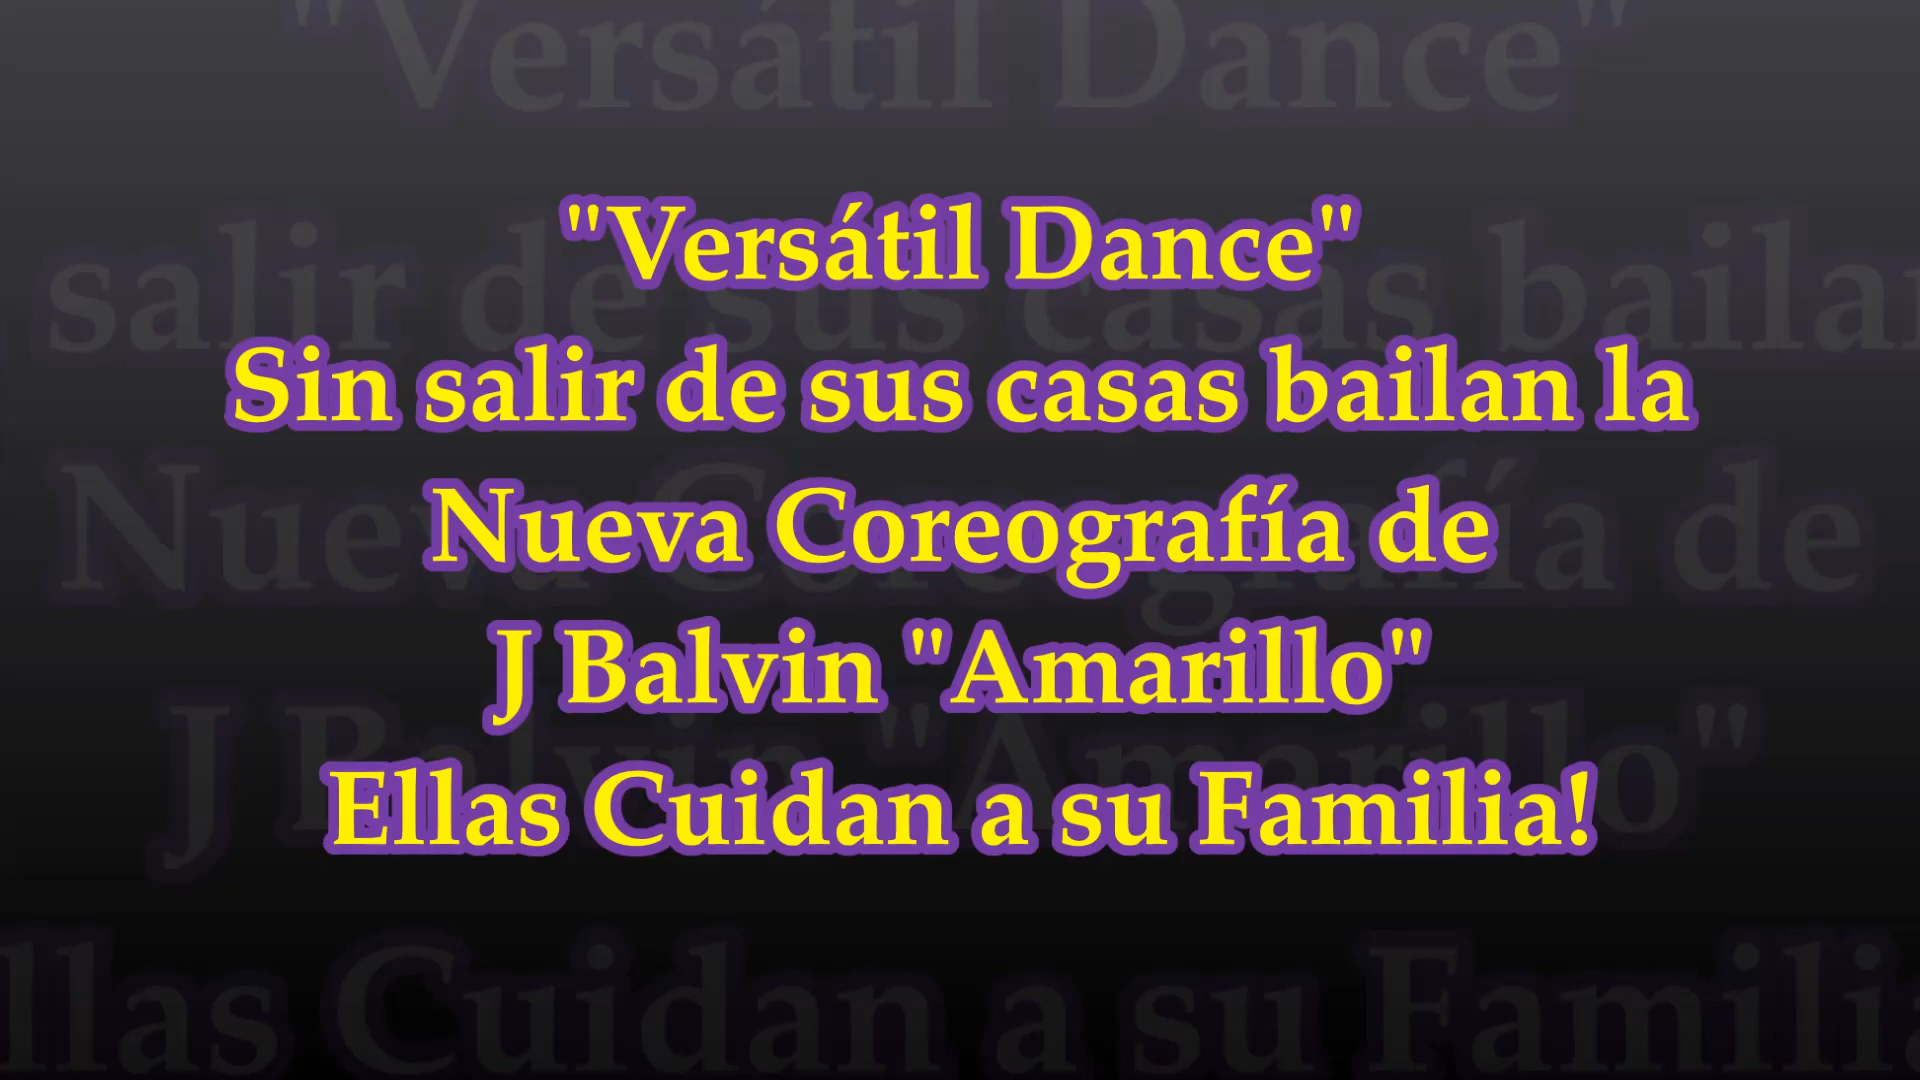 "Versátil Dance"
Sin salir de sus casas bailan la
Nueva Coreografía de
J Balvin "Amarillo"
Ellas Cuidan a su Familia!